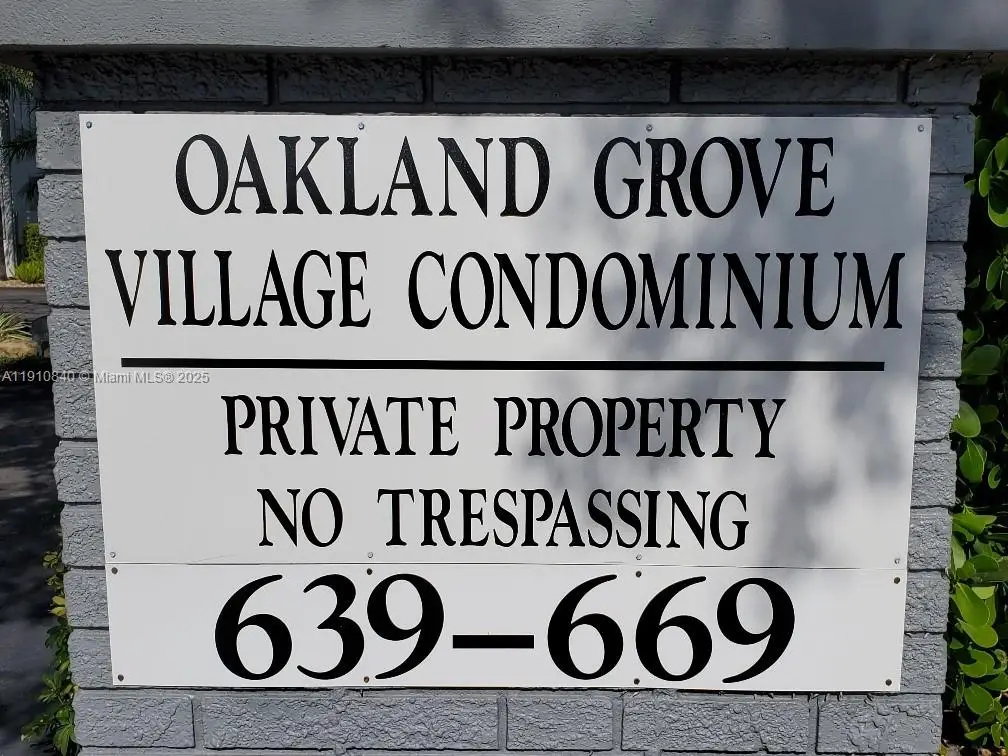 OAKLAND GROVE
VILLAGE CONDOMINIUM
A11910840 © Miami MLS® 2025
PRIVATE PROPERTY
NO TRESPASSING
639-669